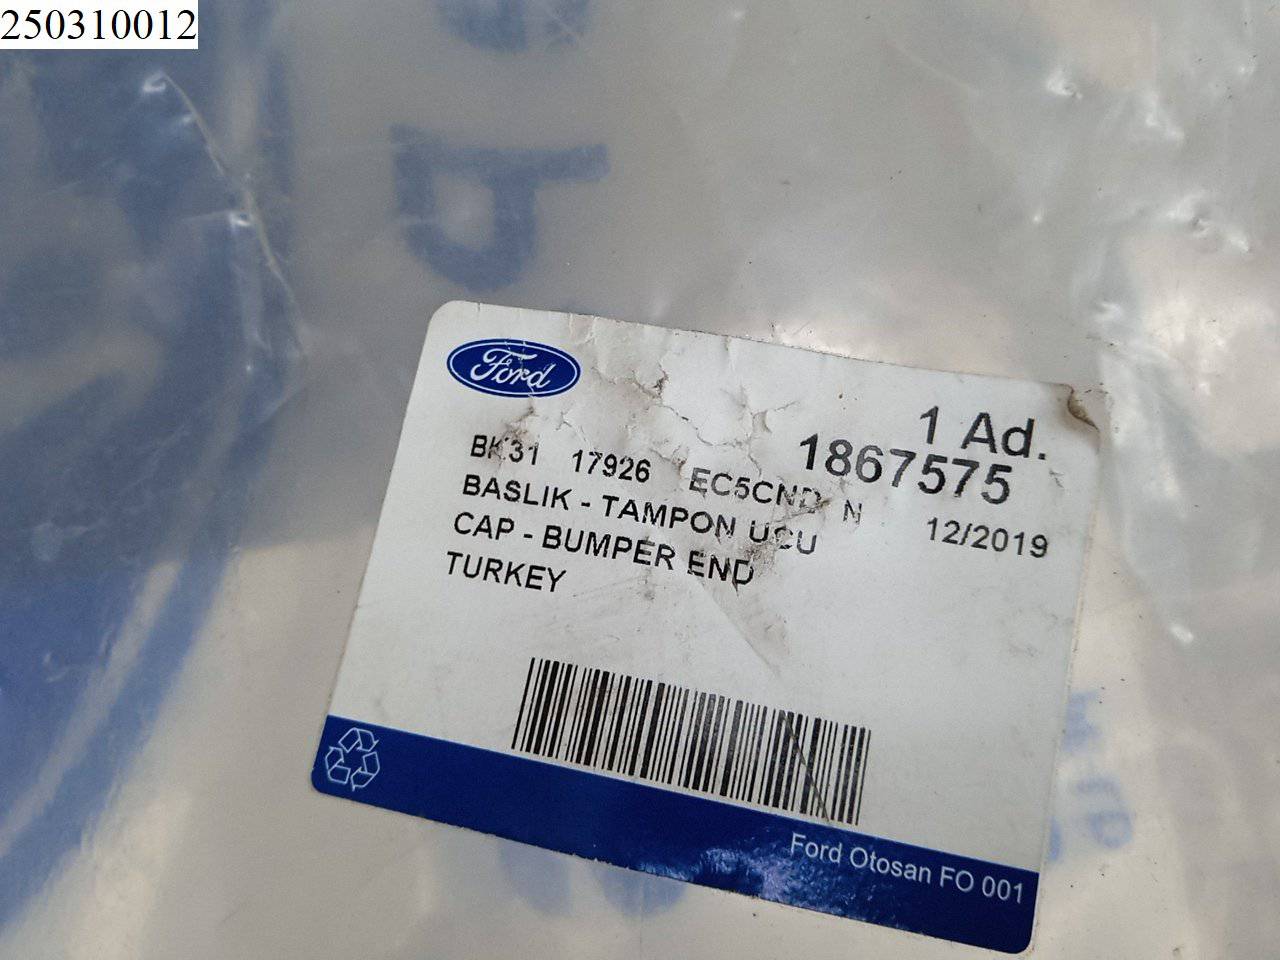 250310012
Ford
1 Ad.
1867575
BK31 17926 EC5CND N
12/2019
BASLIK - TAMPON UCU
CAP - BUMPER END
TURKEY
Ford Otosan FO 001